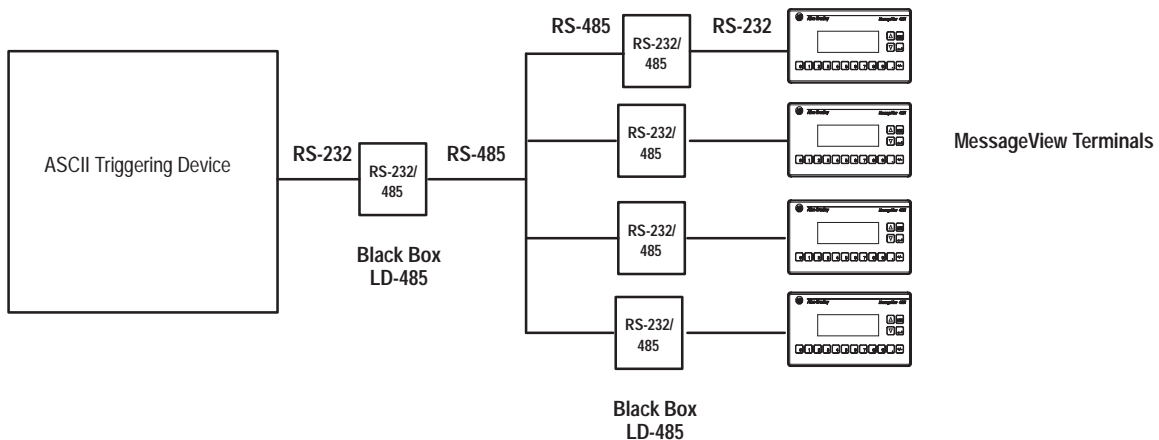 RS-485
RS-232
RS-232/
485
RS-232/
485
MessageView Terminals
ASCII Triggering Device
RS-232
RS-485
RS-232/
485
RS-232/
485
Black Box
LD-485
RS-232/
485
Black Box
LD-485